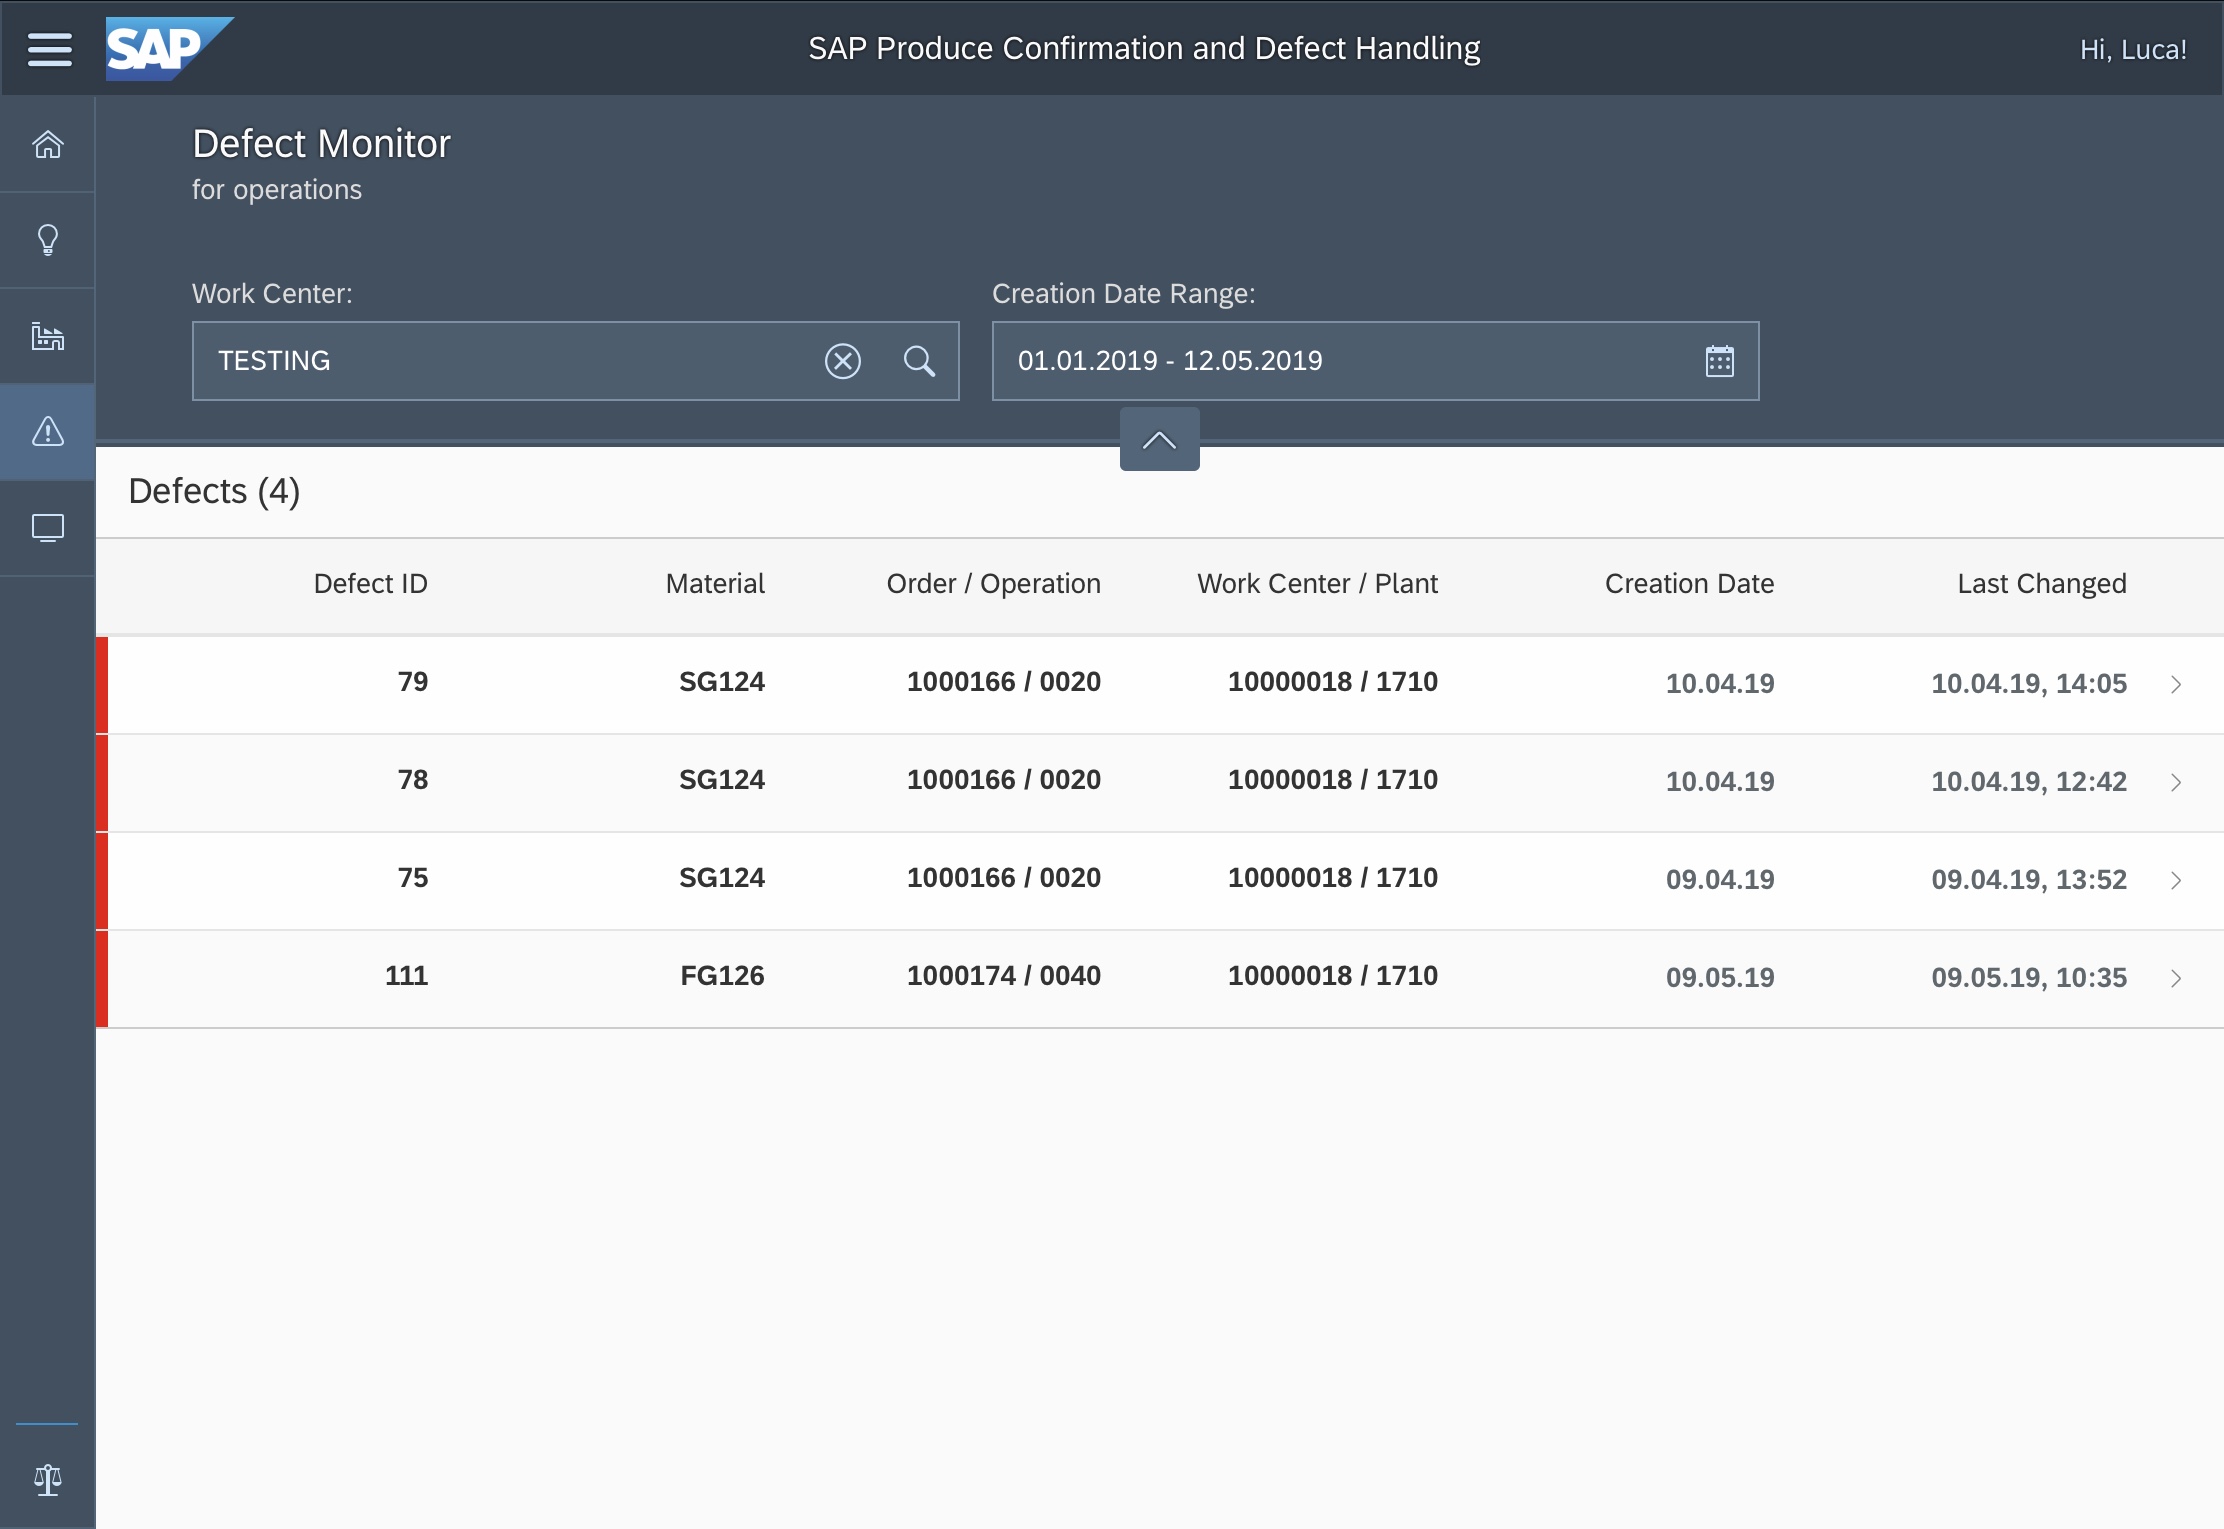 SAP
SAP Produce Confirmation and Defect Handling
Hi, Luca!
Defect Monitor
for operations
Work Center:
Creation Date Range:
TESTING
01.01.2019 - 12.05.2019
Defects (4)
Defect ID Material Order / Operation Work Center / Plant Creation Date Last Changed
79 SG124 1000166 / 0020 10000018 / 1710 10.04.19 10.04.19, 14:05
78 SG124 1000166 / 0020 10000018 / 1710 10.04.19 10.04.19, 12:42
75 SG124 1000166 / 0020 10000018 / 1710 09.04.19 09.04.19, 13:52
111 FG126 1000174 / 0040 10000018 / 1710 09.05.19 09.05.19, 10:35